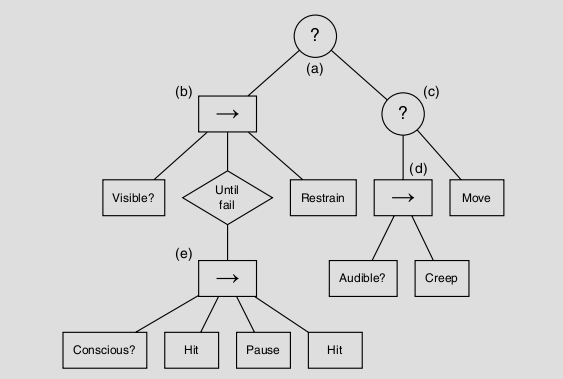 ?
(a)
(b)
(c)
→
?
(d)
Visible?
Until
fail
Restrain
→
Move
(e)
→
Audible?
Creep
Conscious?
Hit
Pause
Hit